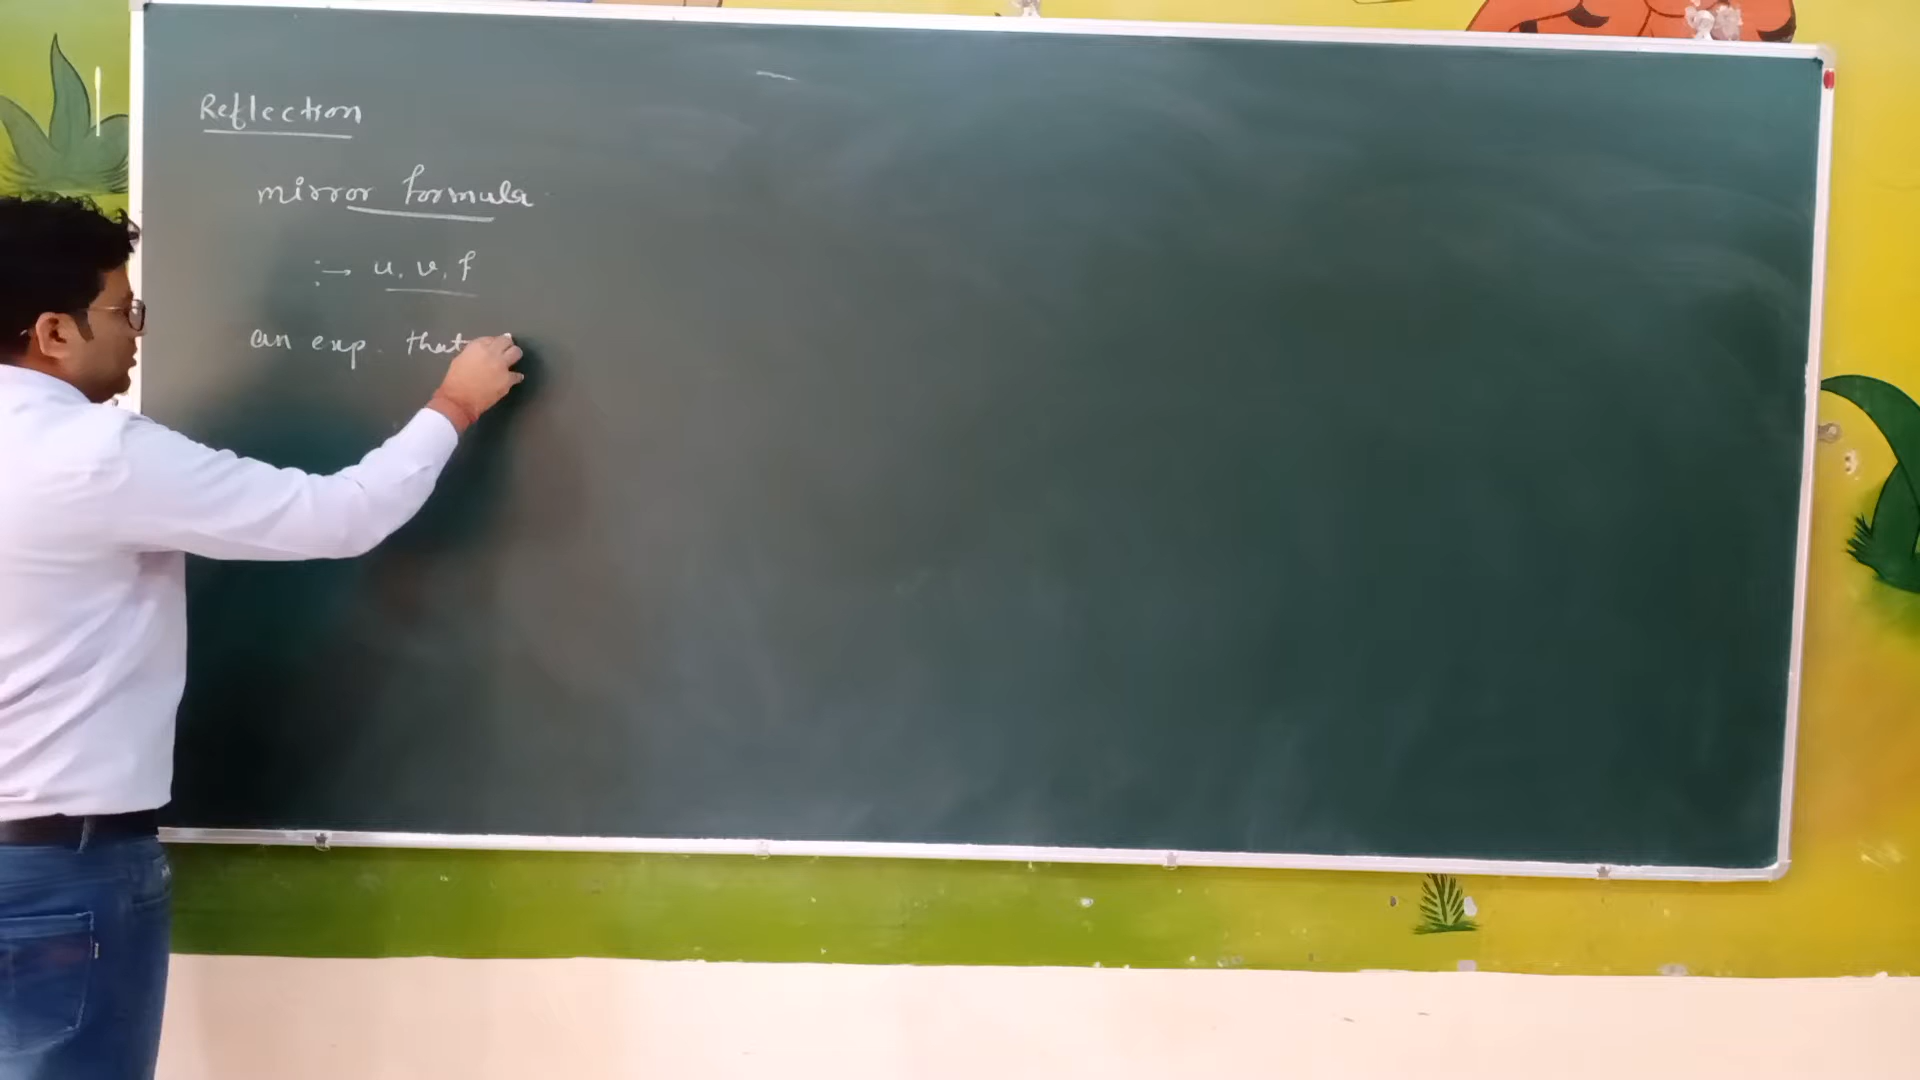 Reflection
mirror formula
:→ u, v, f
an exp. that